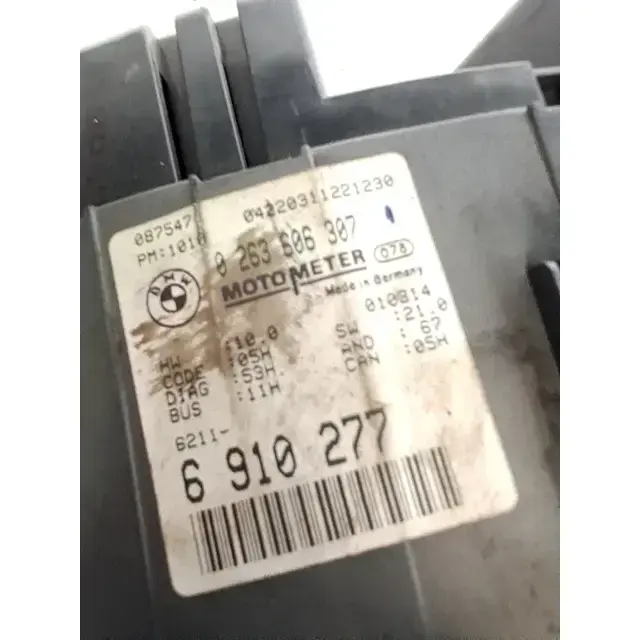 087547 04220311221230
PM:1010 0 263 606 307
BMW MOTOMETER 078
Made in Germany
010814
HW :10.0 SW :21.0
CODE :05H AND : 67
DIAG :53H. CAN :05H
BUS :11H
6211-
6 910 277